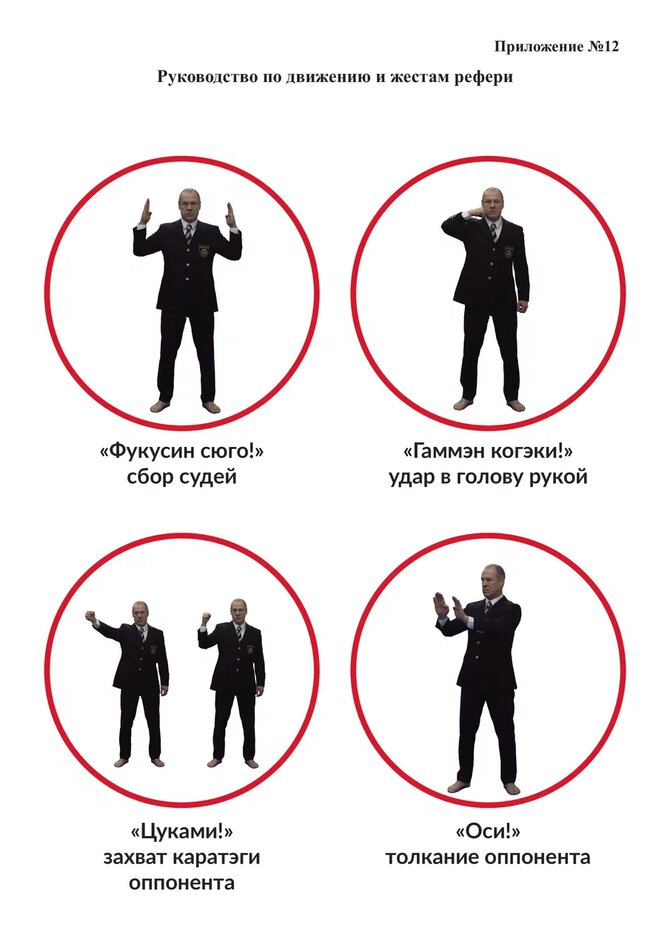 Приложение №12
Руководство по движению и жестам рефери
«Фукусин сюго!»
сбор судей
«Гаммэн когэки!»
удар в голову рукой
«Цуками!»
захват каратэги
оппонента
«Оси!»
толкание оппонента